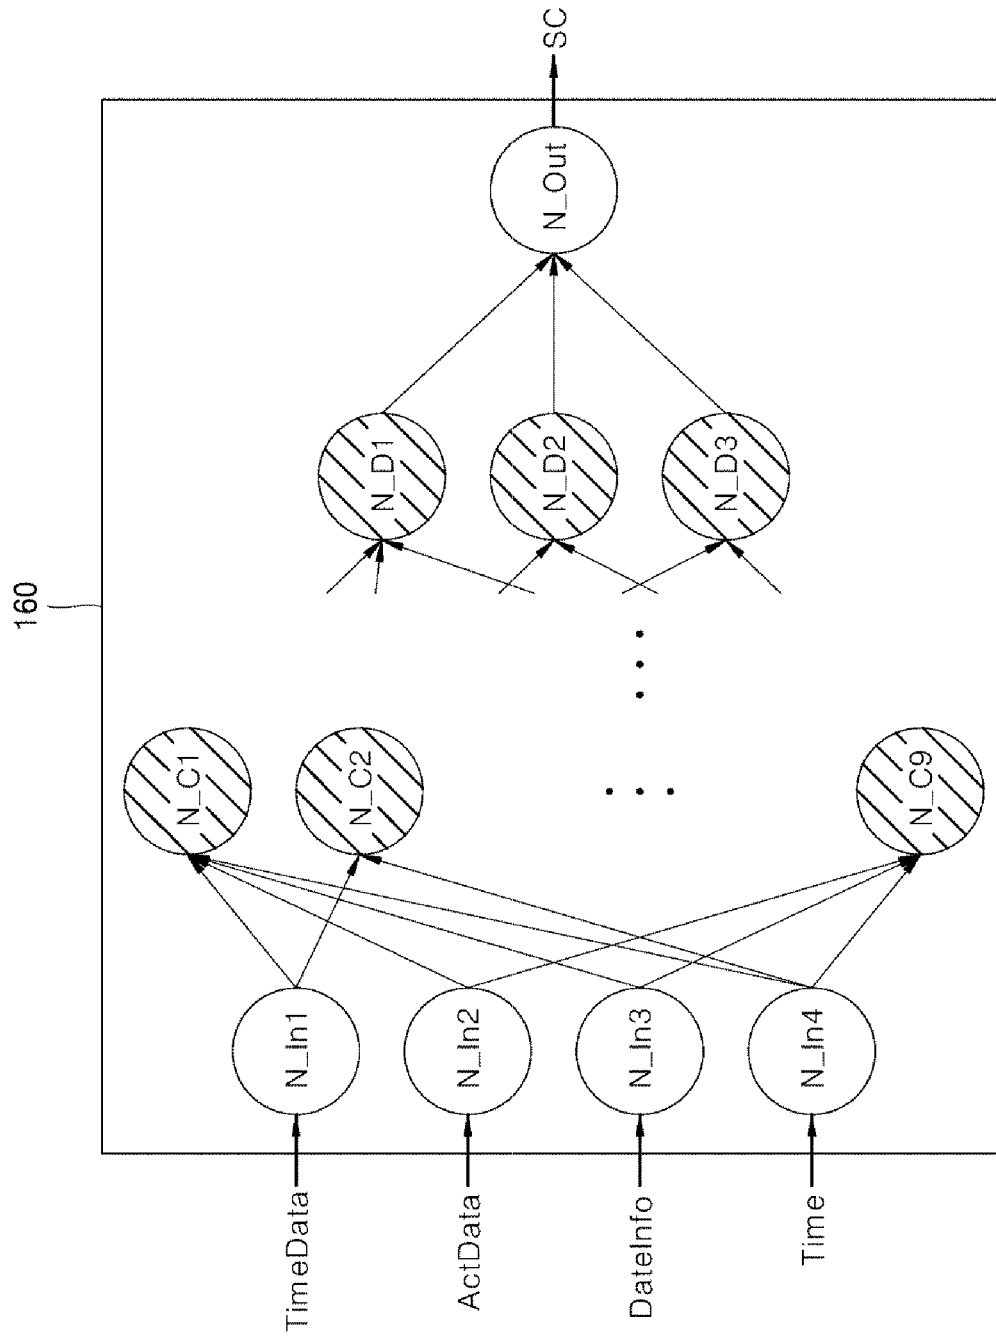 160
TimeData
ActData
DateInfo
Time
N_In1
N_In2
N_In3
N_In4
N_C1
N_C2
N_C9
N_D1
N_D2
N_D3
N_Out
SC